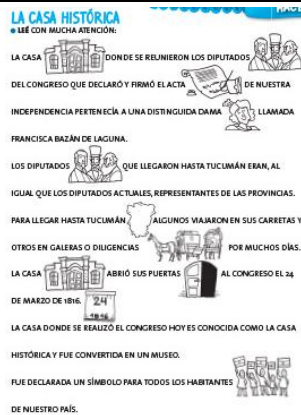 LA CASA HISTÓRICA
LEÉ CON MUCHA ATENCIÓN:
LA CASA DONDE SE REUNIERON LOS DIPUTADOS
DEL CONGRESO QUE DECLARÓ Y FIRMÓ EL ACTA DE NUESTRA
INDEPENDENCIA PERTENECÍA A UNA DISTINGUIDA DAMA LLAMADA
FRANCISCA BAZÁN DE LAGUNA.
LOS DIPUTADOS QUE LLEGARON HASTA TUCUMÁN ERAN, AL
IGUAL QUE LOS DIPUTADOS ACTUALES, REPRESENTANTES DE LAS PROVINCIAS.
PARA LLEGAR HASTA TUCUMÁN ALGUNOS VIAJARON EN SUS CARRETAS Y
OTROS EN GALERAS O DILIGENCIAS POR MUCHOS DÍAS.
LA CASA ABRIÓ SUS PUERTAS AL CONGRESO EL 24
DE MARZO DE 1816. 24
1816
LA CASA DONDE SE REALIZÓ EL CONGRESO HOY ES CONOCIDA COMO LA CASA
HISTÓRICA Y FUE CONVERTIDA EN UN MUSEO.
FUE DECLARADA UN SÍMBOLO PARA TODOS LOS HABITANTES
DE NUESTRO PAÍS.